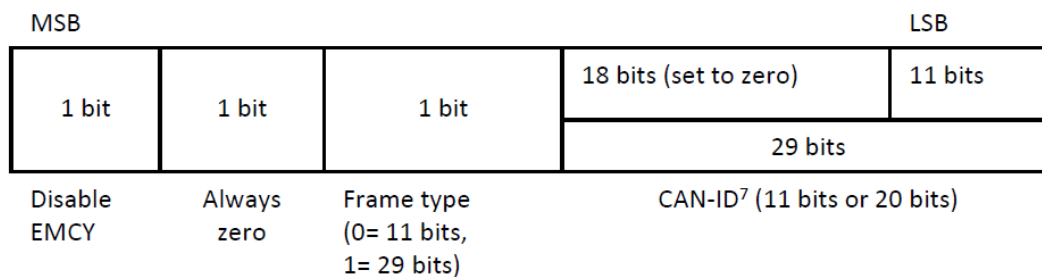 MSB LSB
1 bit 1 bit 1 bit 18 bits (set to zero) 11 bits
29 bits
Disable EMCY
Always zero
Frame type (0= 11 bits, 1= 29 bits)
CAN-ID⁷ (11 bits or 20 bits)